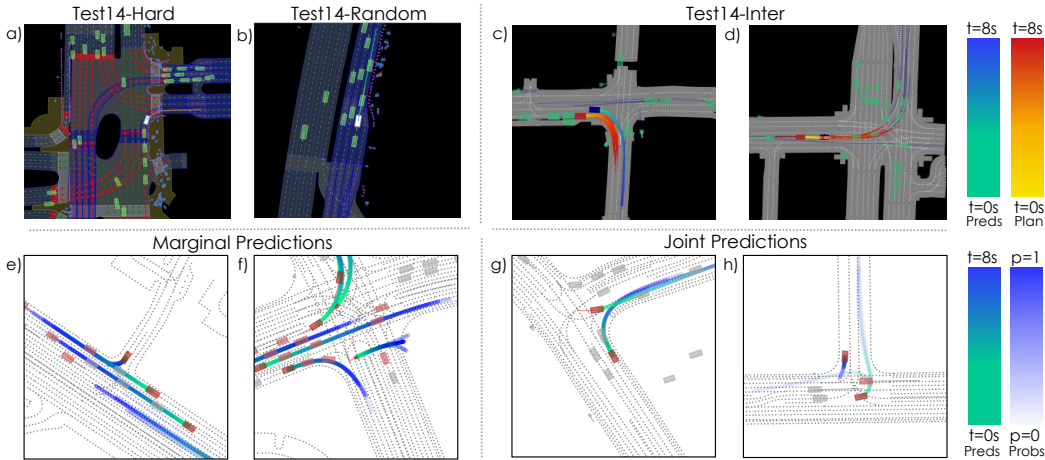 Test14-Hard
Test14-Random
Test14-Inter
a)
b)
c)
d)
t=8s
t=8s
t=0s
t=0s
Preds
Plan
Marginal Predictions
Joint Predictions
e)
f)
g)
h)
t=8s
p=1
t=0s
p=0
Preds
Probs